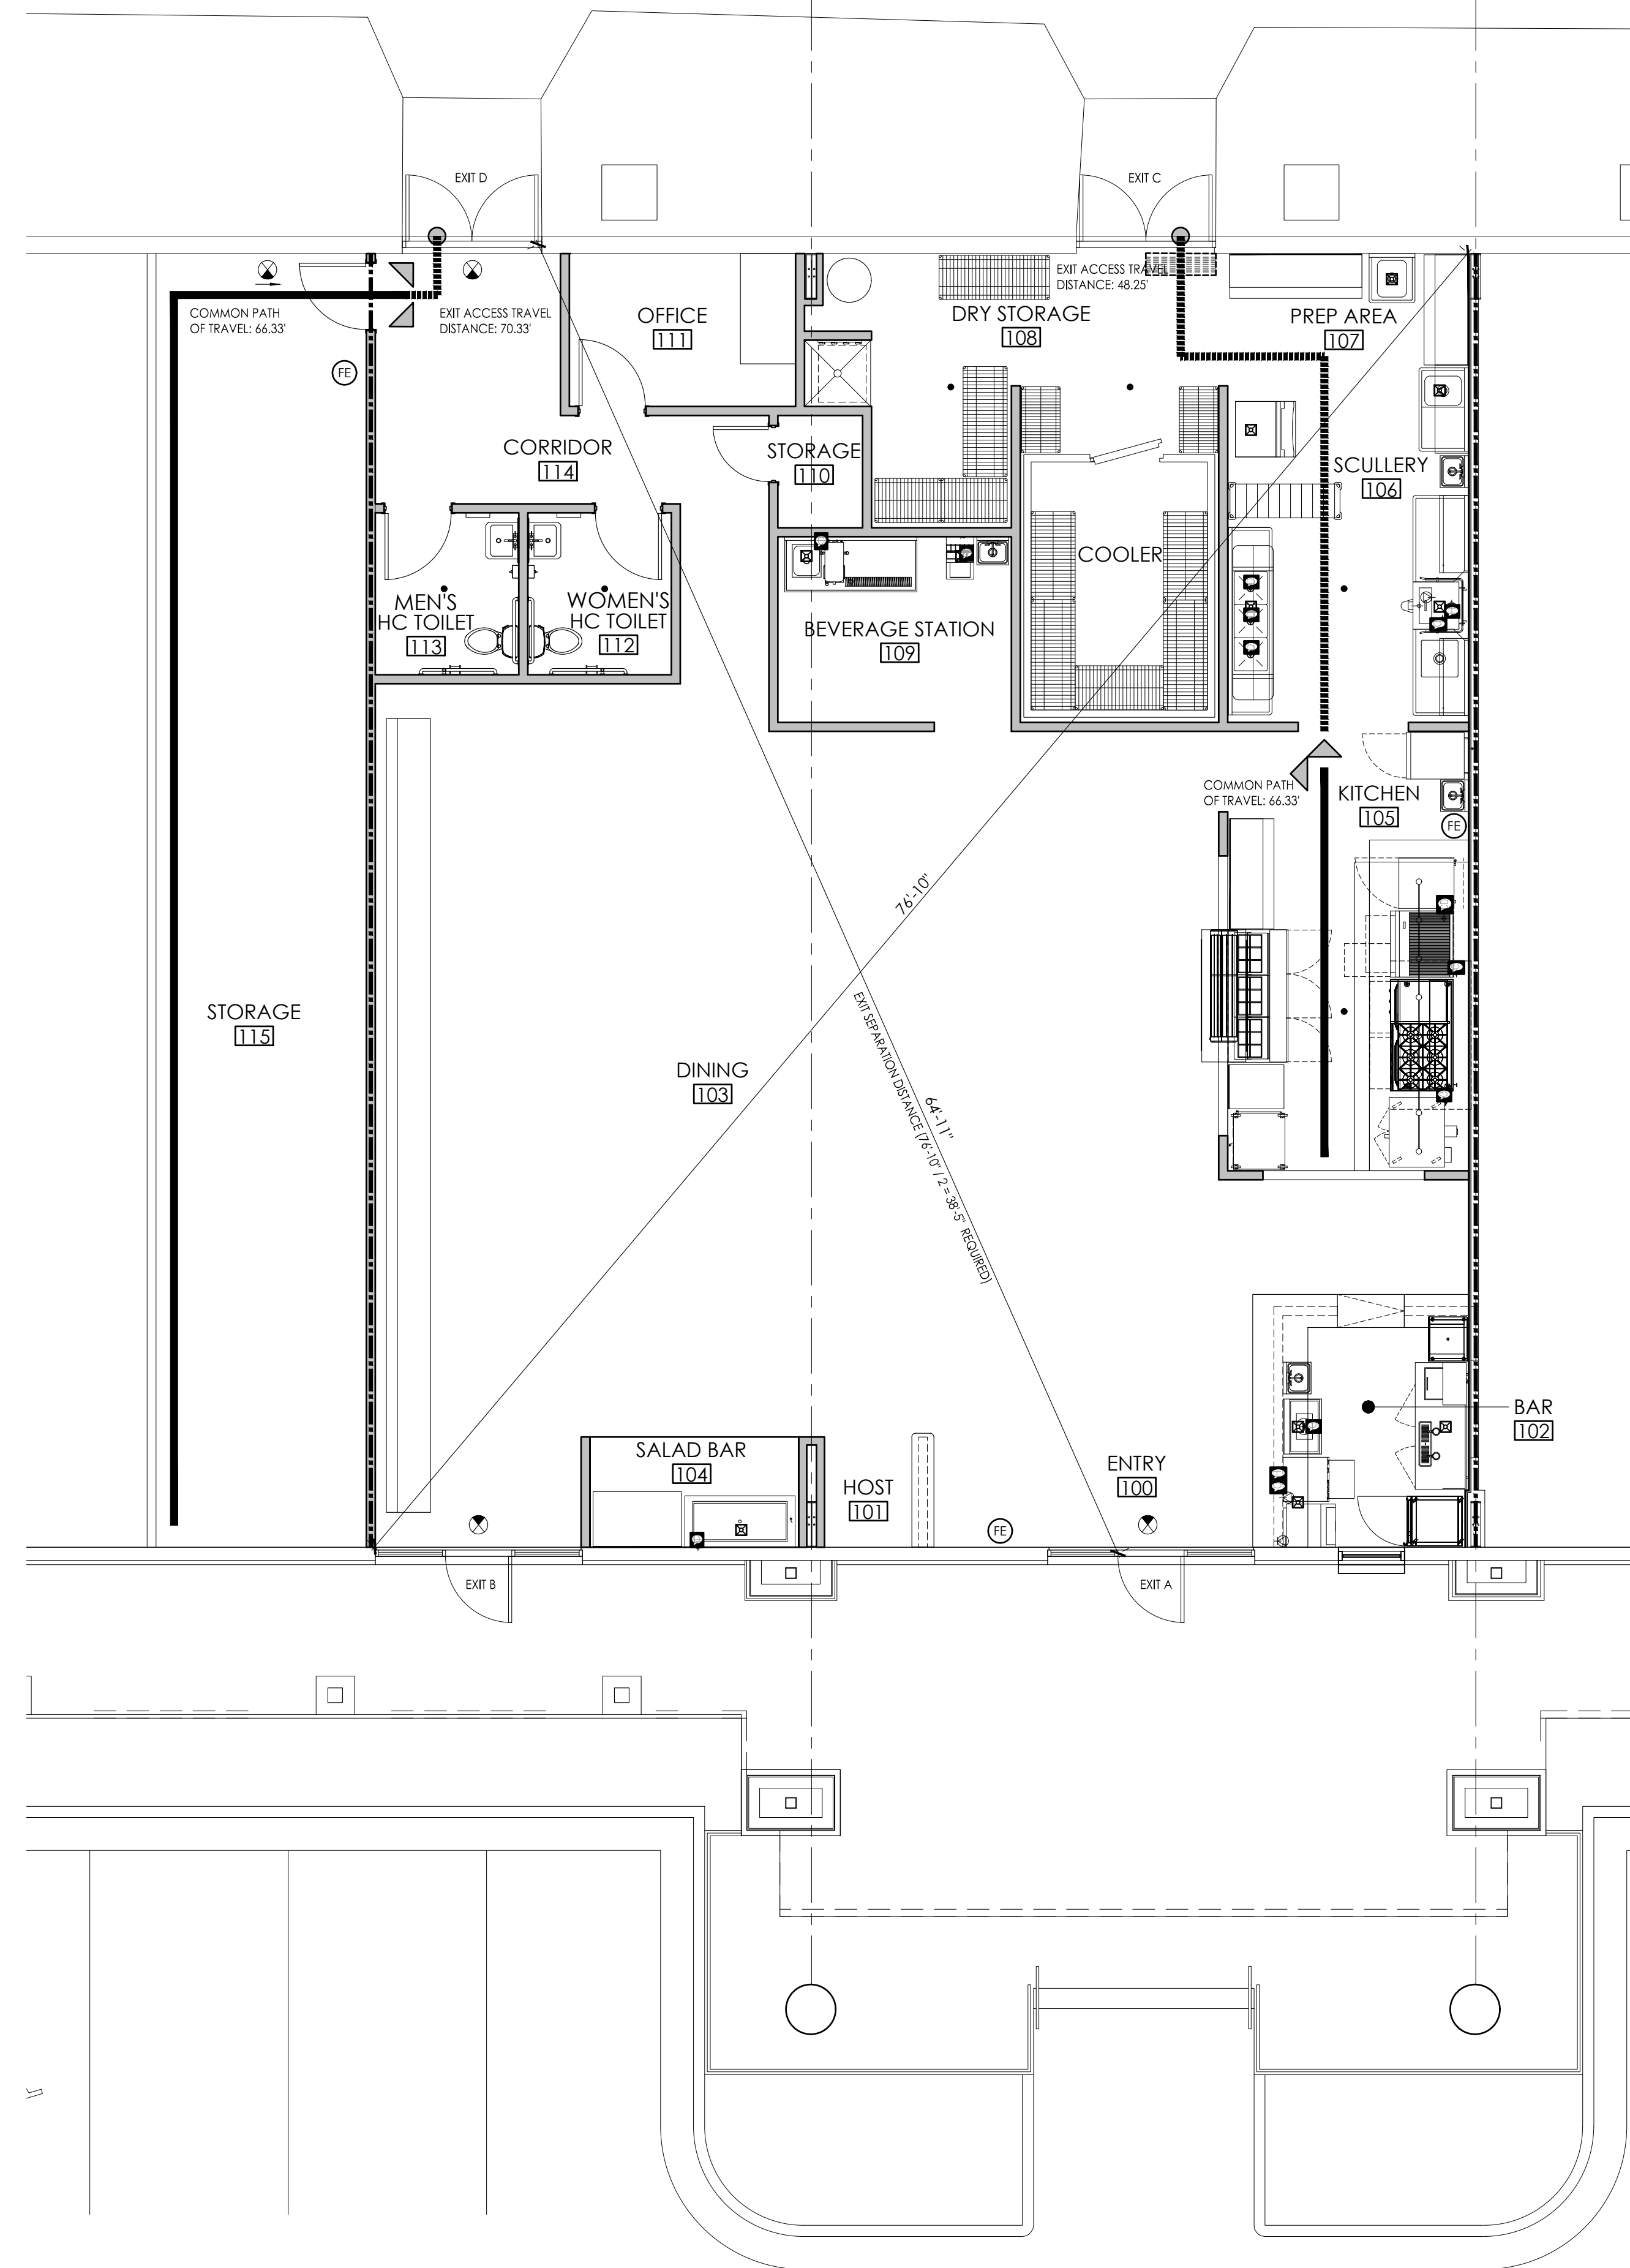 EXIT D
EXIT C
COMMON PATH
OF TRAVEL: 66.33'
EXIT ACCESS TRAVEL
DISTANCE: 70.33'
OFFICE
111
EXIT ACCESS TRAVEL
DISTANCE: 48.25'
DRY STORAGE
108
PREP AREA
107
FE
CORRIDOR
114
STORAGE
110
SCULLERY
106
COOLER
MEN'S
HC TOILET
113
WOMEN'S
HC TOILET
112
BEVERAGE STATION
109
COMMON PATH
OF TRAVEL: 66.33'
KITCHEN
105
FE
76'-10"
STORAGE
115
DINING
103
64'-11"
EXIT SEPARATION DISTANCE (76'-10" / 2 = 38'-5" REQUIRED)
BAR
102
SALAD BAR
104
HOST
101
ENTRY
100
FE
EXIT B
EXIT A